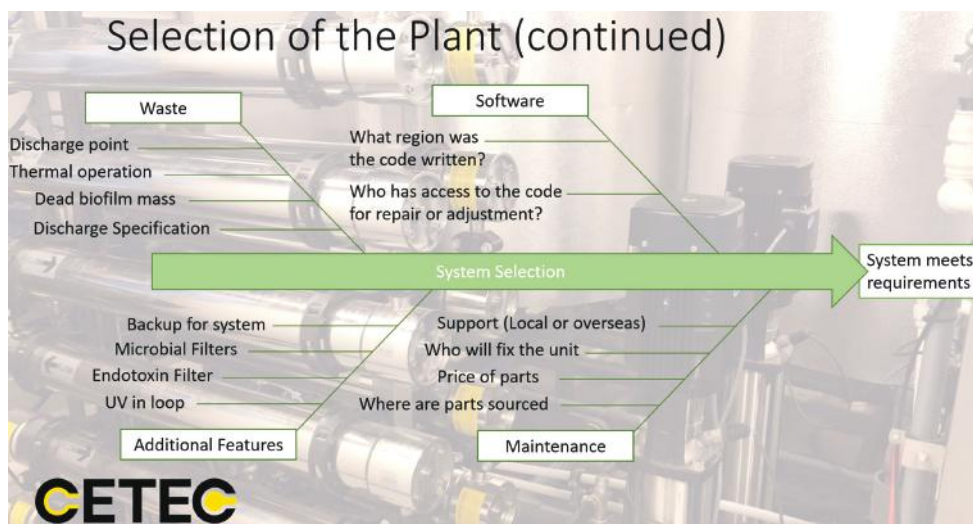 Selection of the Plant (continued)
Waste
Discharge point
Thermal operation
Dead biofilm mass
Discharge Specification
Software
What region was
the code written?
Who has access to the code
for repair or adjustment?
System Selection
System meets
requirements
Backup for system
Microbial Filters
Endotoxin Filter
UV in loop
Additional Features
Support (Local or overseas)
Who will fix the unit
Price of parts
Where are parts sourced
Maintenance
CETEC